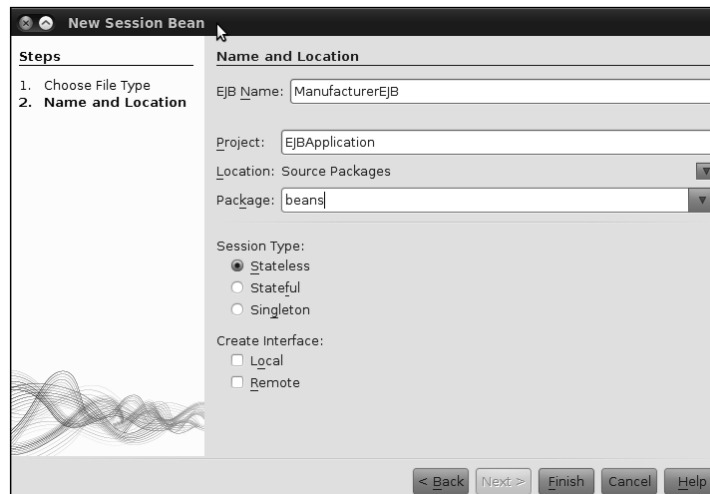 New Session Bean
Steps
1. Choose File Type
2. Name and Location
Name and Location
EJB Name: ManufacturerEJB
Project: EJBApplication
Location: Source Packages
Package: beans
Session Type:
Stateless
Stateful
Singleton
Create Interface:
Local
Remote
< Back Next > Finish Cancel Help